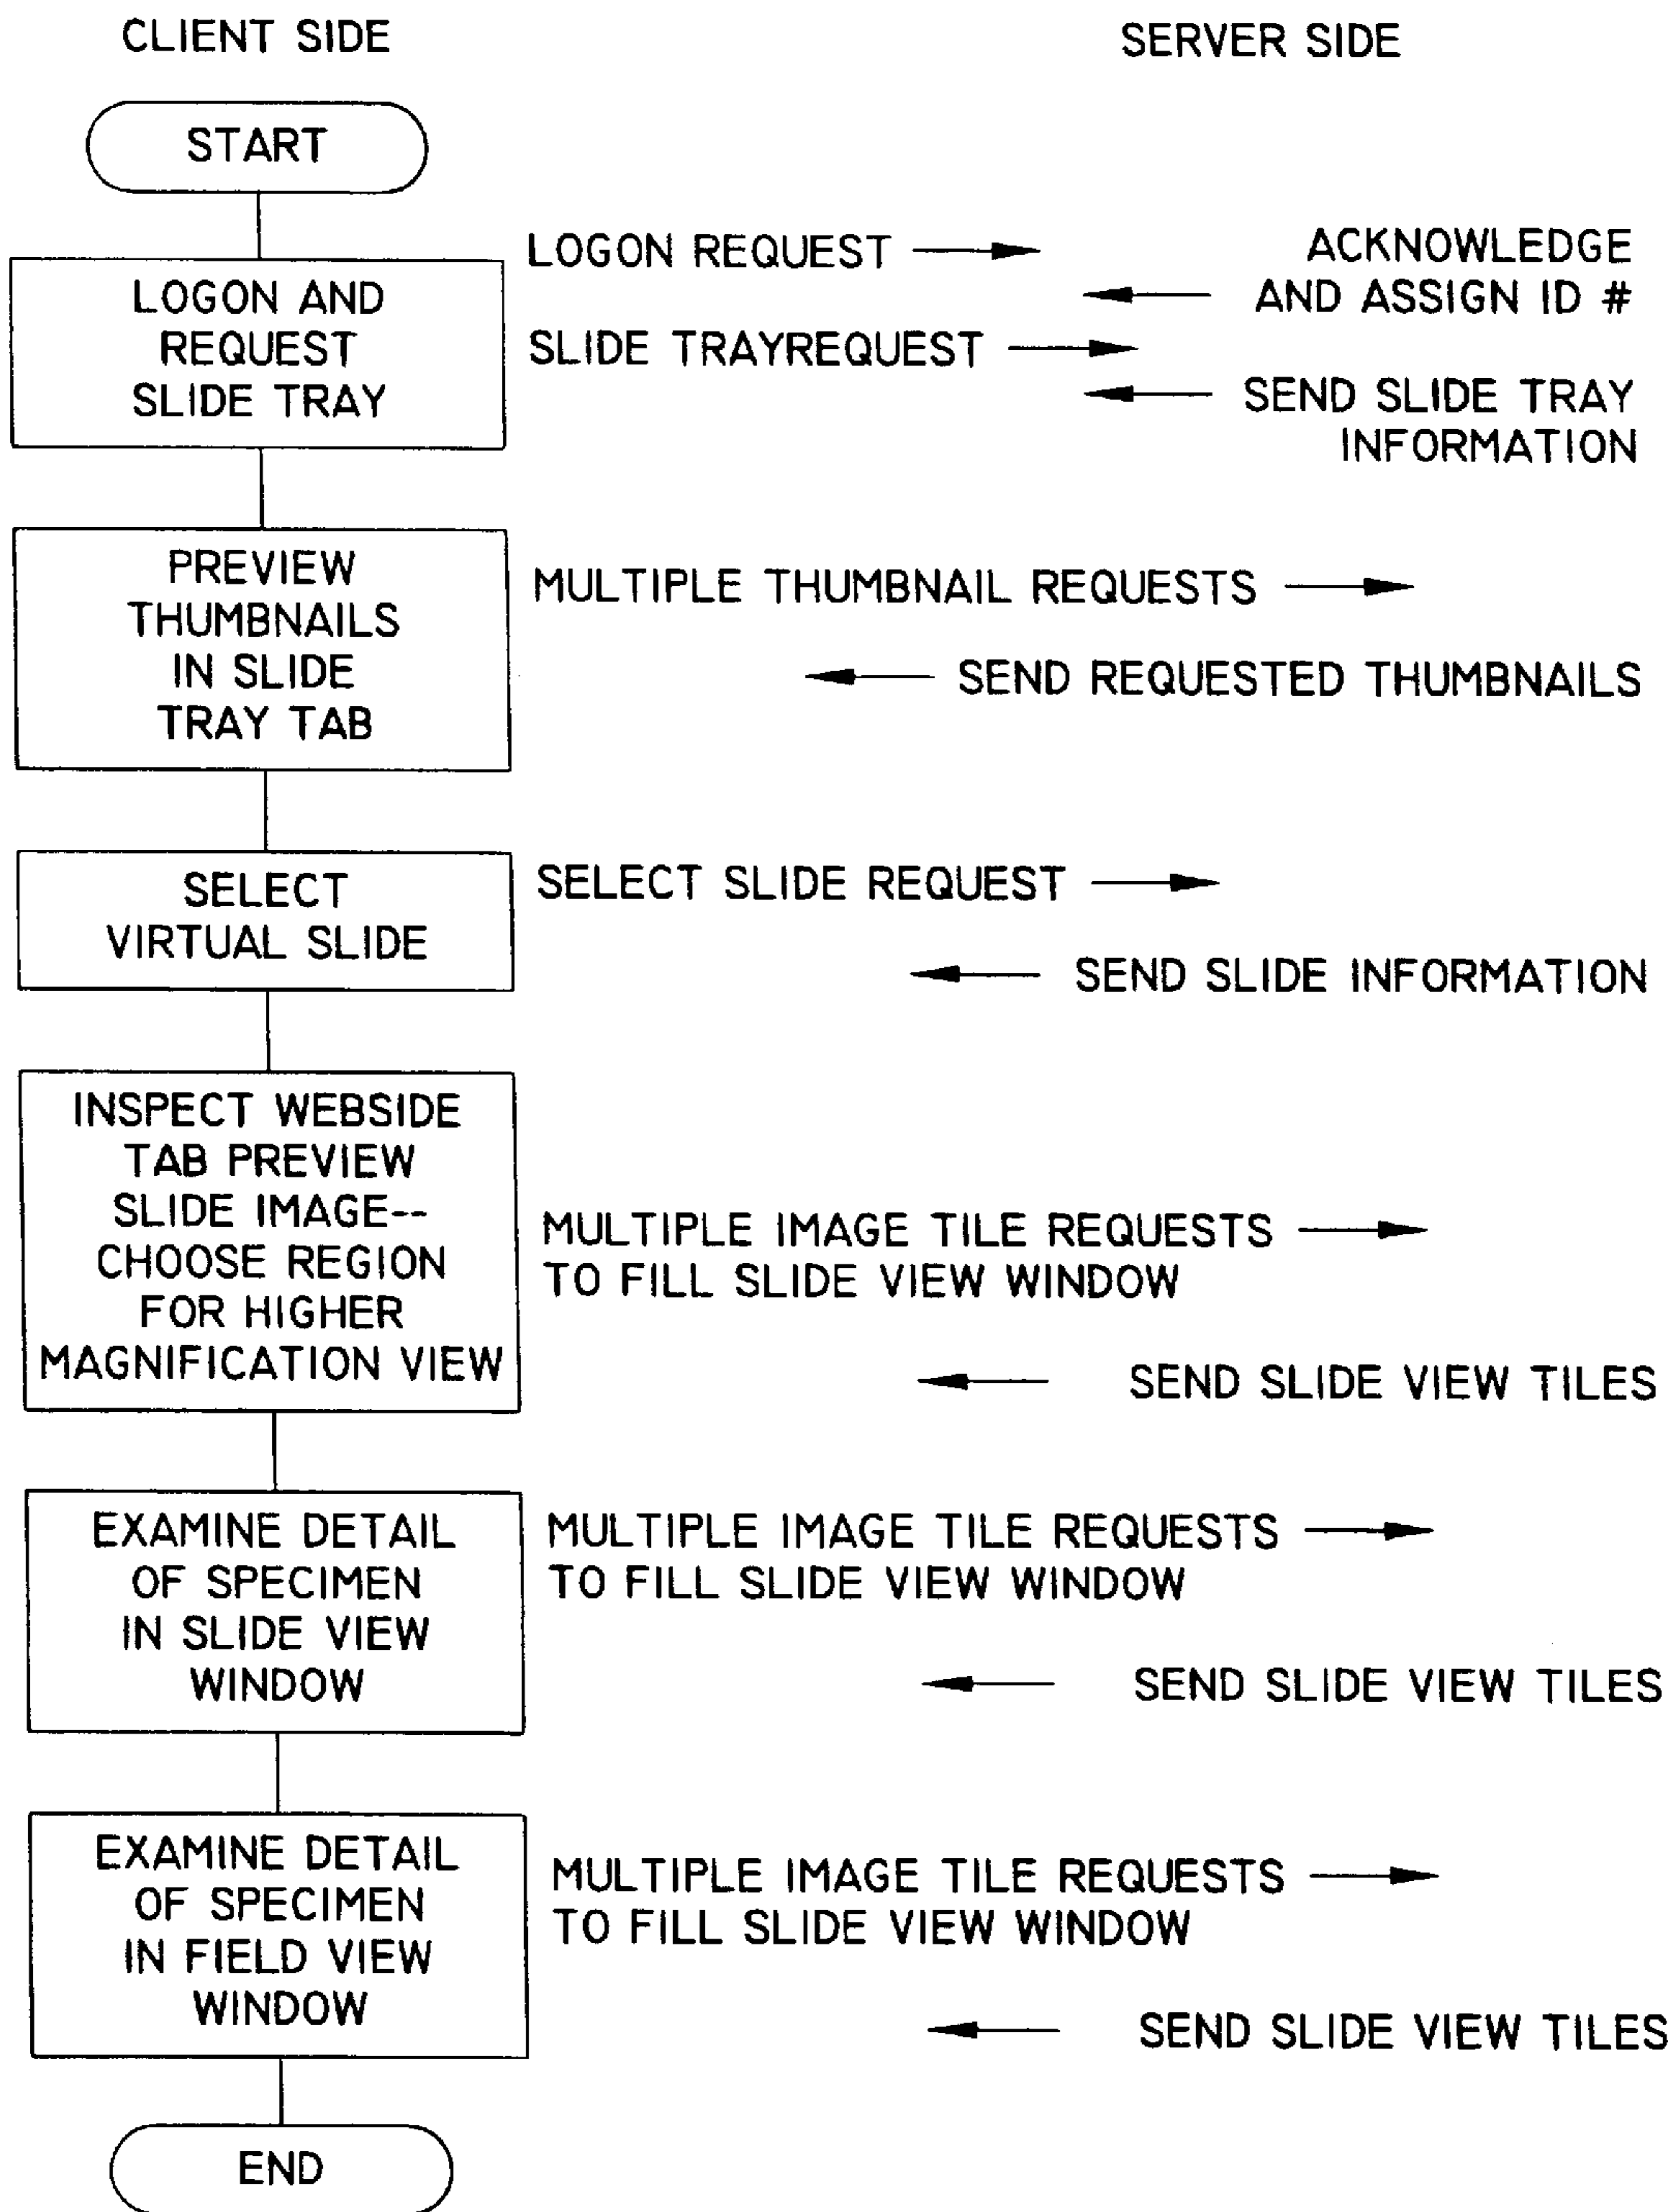 CLIENT SIDE
SERVER SIDE
START
LOGON AND
REQUEST
SLIDE TRAY
LOGON REQUEST
ACKNOWLEDGE
AND ASSIGN ID #
SLIDE TRAYREQUEST
SEND SLIDE TRAY
INFORMATION
PREVIEW
THUMBNAILS
IN SLIDE
TRAY TAB
MULTIPLE THUMBNAIL REQUESTS
SEND REQUESTED THUMBNAILS
SELECT
VIRTUAL SLIDE
SELECT SLIDE REQUEST
SEND SLIDE INFORMATION
INSPECT WEBSIDE
TAB PREVIEW
SLIDE IMAGE--
CHOOSE REGION
FOR HIGHER
MAGNIFICATION VIEW
MULTIPLE IMAGE TILE REQUESTS
TO FILL SLIDE VIEW WINDOW
SEND SLIDE VIEW TILES
EXAMINE DETAIL
OF SPECIMEN
IN SLIDE VIEW
WINDOW
MULTIPLE IMAGE TILE REQUESTS
TO FILL SLIDE VIEW WINDOW
SEND SLIDE VIEW TILES
EXAMINE DETAIL
OF SPECIMEN
IN FIELD VIEW
WINDOW
MULTIPLE IMAGE TILE REQUESTS
TO FILL SLIDE VIEW WINDOW
SEND SLIDE VIEW TILES
END